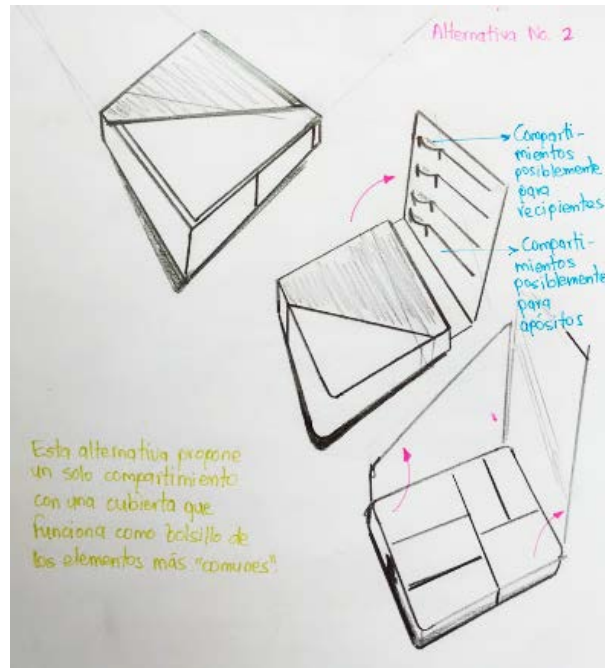 Alternativa No. 2
Comparti-
mientos
posiblemente
para
recipientes
Comparti-
mientos
posiblemente
para
apósitos
Esta alternativa propone
un solo compartimiento
con una cubierta que
funciona como bolsillo de
los elementos más "comunes".